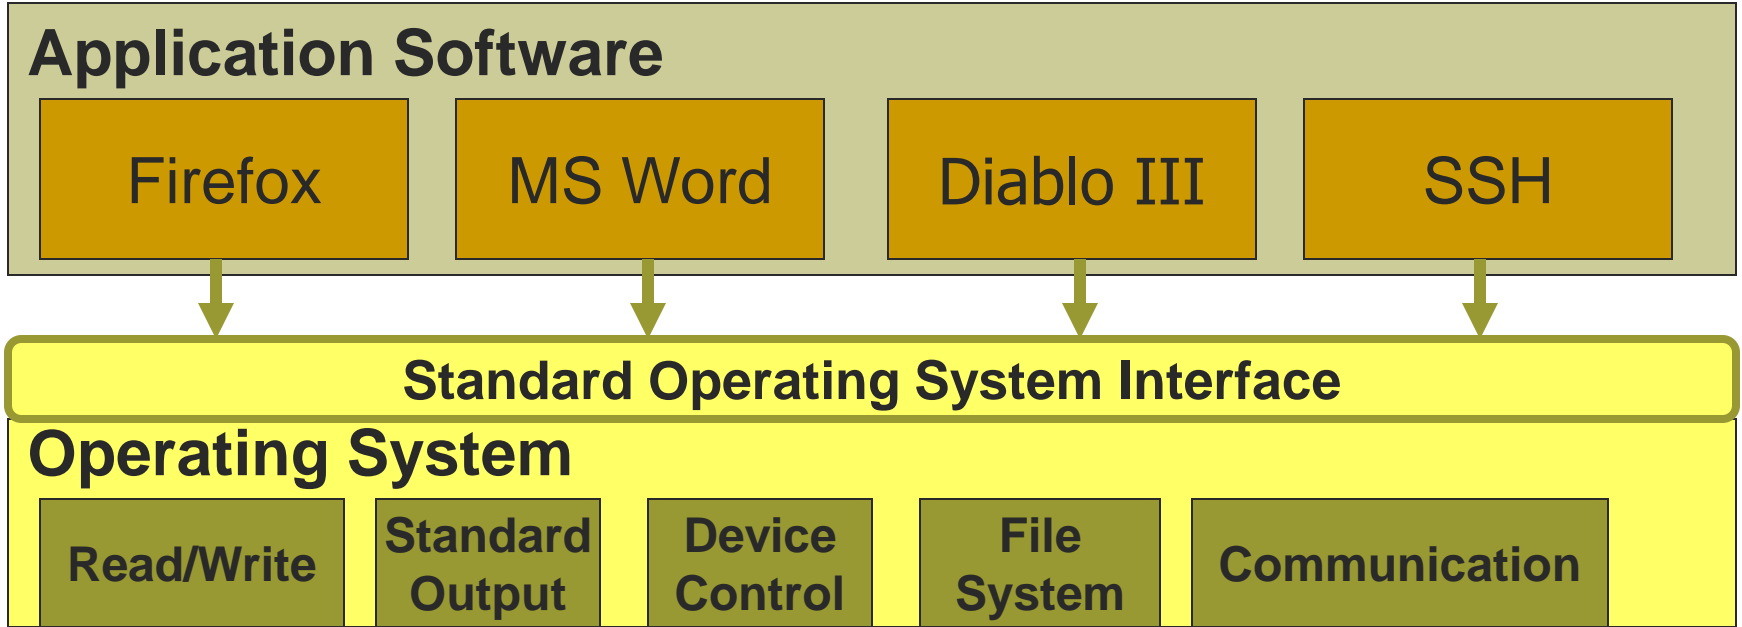 Application Software
Firefox
MS Word
Diablo III
SSH
Standard Operating System Interface
Operating System
Read/Write
Standard
Output
Device
Control
File
System
Communication